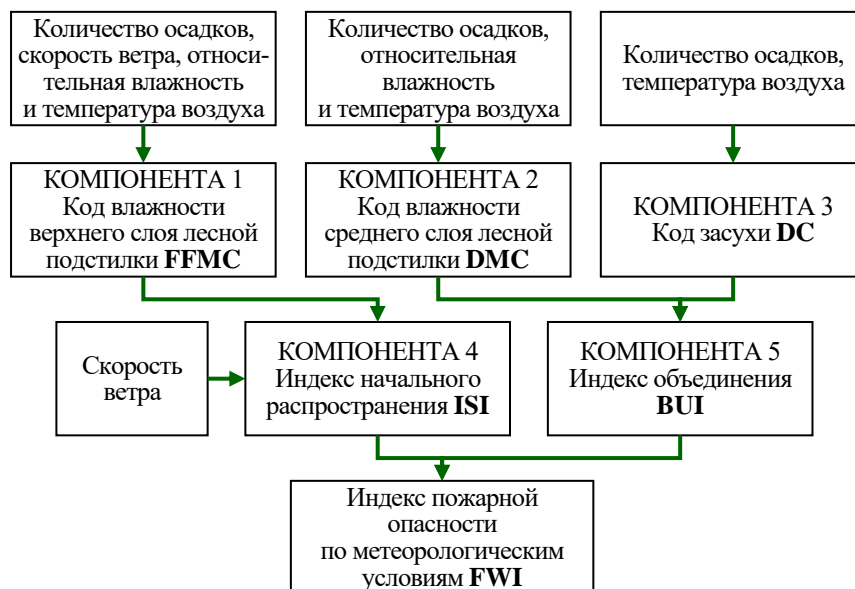 Количество осадков,
скорость ветра, относи-
тельная влажность
и температура воздуха
Количество осадков,
относительная
влажность
и температура воздуха
Количество осадков,
температура воздуха
КОМПОНЕНТА 1
Код влажности
верхнего слоя лесной
подстилки FFMC
КОМПОНЕНТА 2
Код влажности
среднего слоя лесной
подстилки DMC
КОМПОНЕНТА 3
Код засухи DC
Скорость
ветра
КОМПОНЕНТА 4
Индекс начального
распространения ISI
КОМПОНЕНТА 5
Индекс объединения
BUI
Индекс пожарной
опасности
по метеорологическим
условиям FWI